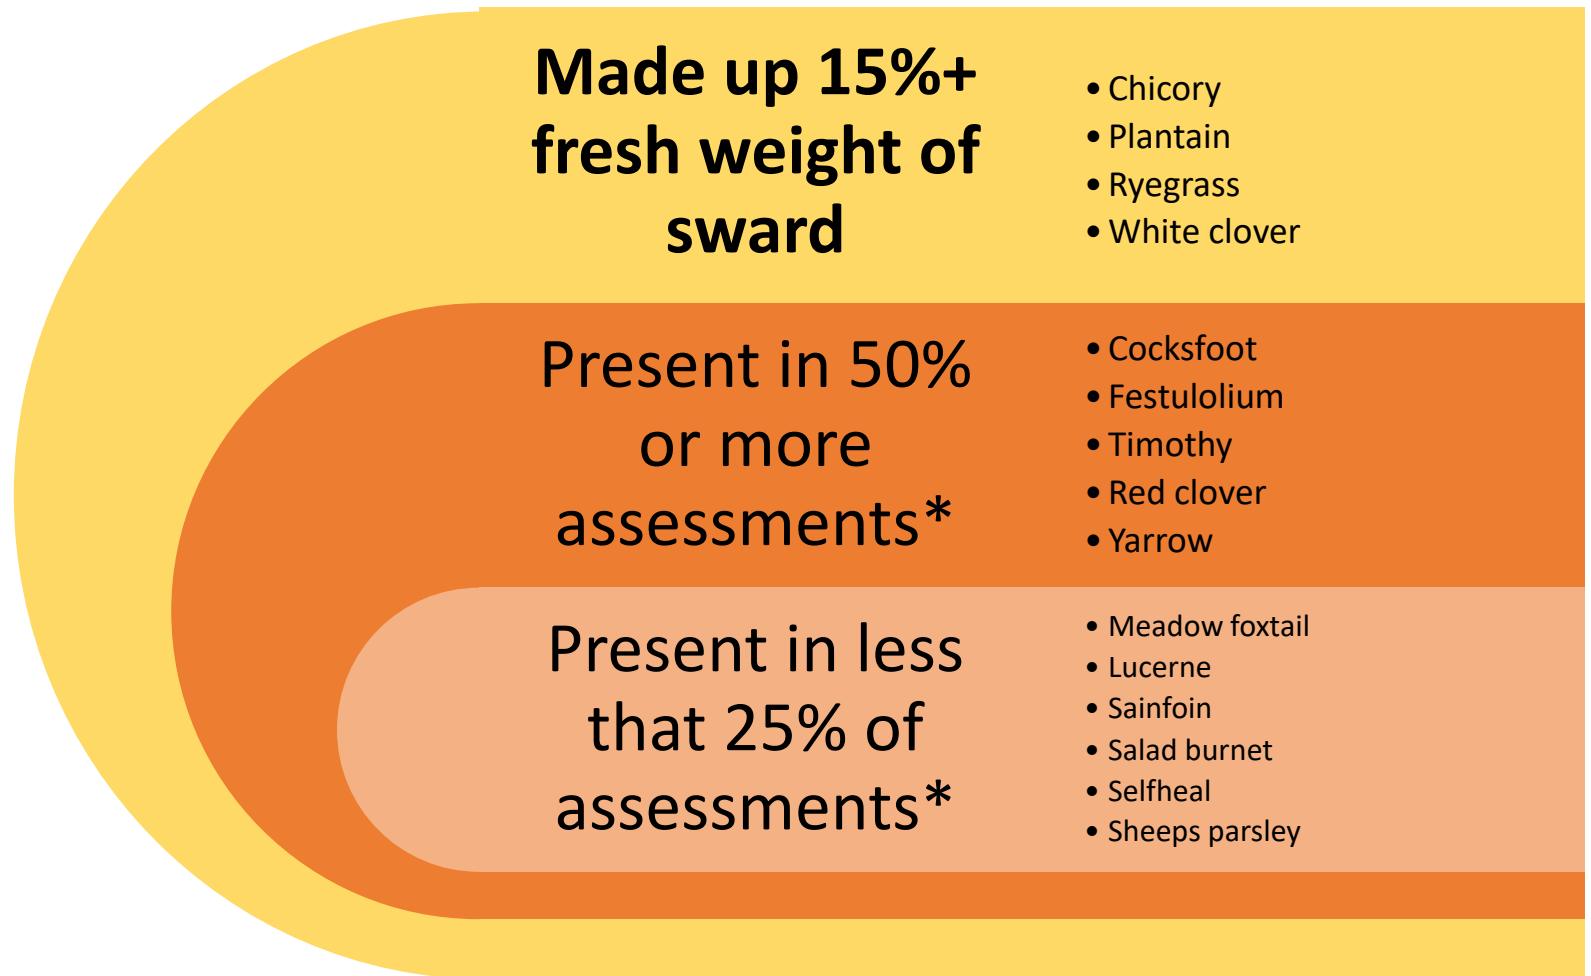 Made up 15%+
fresh weight of
sward
• Chicory
• Plantain
• Ryegrass
• White clover
Present in 50%
or more
assessments*
• Cocksfoot
• Festulolium
• Timothy
• Red clover
• Yarrow
Present in less
that 25% of
assessments*
• Meadow foxtail
• Lucerne
• Sainfoin
• Salad burnet
• Selfheal
• Sheeps parsley